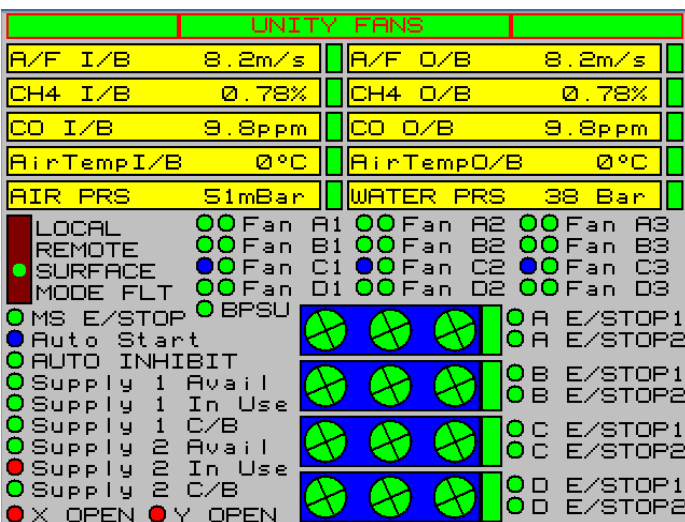 UNITY FANS
A/F I/B 8.2m/s A/F O/B 8.2m/s
CH4 I/B 0.78% CH4 O/B 0.78%
CO I/B 9.8ppm CO O/B 9.8ppm
AirTempI/B 0°C AirTempO/B 0°C
AIR PRS 51mBar WATER PRS 38 Bar
LOCAL
REMOTE
SURFACE
MODE FLT
Fan A1 Fan A2 Fan A3
Fan B1 Fan B2 Fan B3
Fan C1 Fan C2 Fan C3
Fan D1 Fan D2 Fan D3
BPSU
MS E/STOP
Auto Start
AUTO INHIBIT
Supply 1 Avail
Supply 1 In Use
Supply 1 C/B
Supply 2 Avail
Supply 2 In Use
Supply 2 C/B
X OPEN Y OPEN
A E/STOP1
A E/STOP2
B E/STOP1
B E/STOP2
C E/STOP1
C E/STOP2
D E/STOP1
D E/STOP2